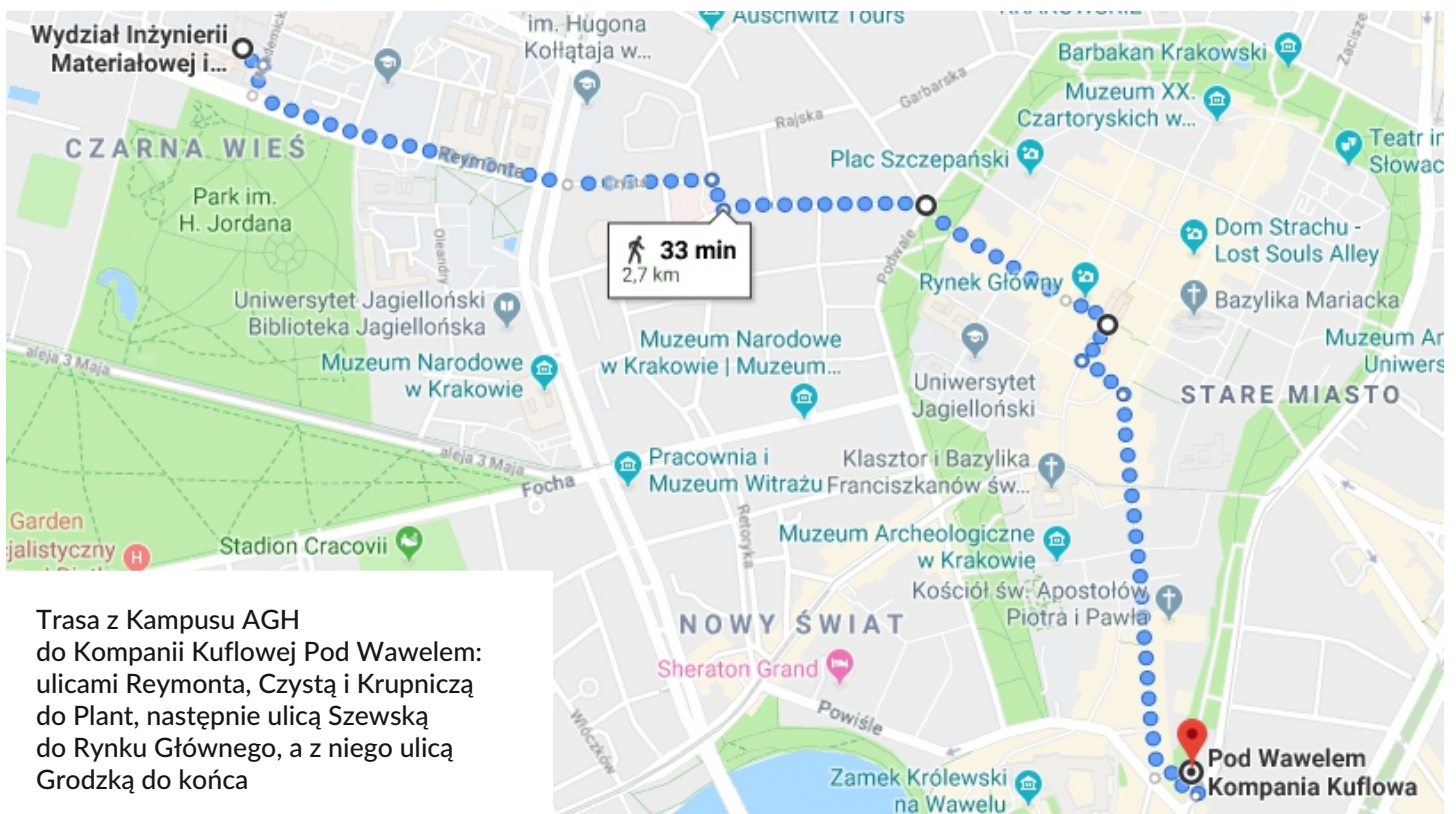 Auschwitz Tours
im. Hugona
Kołłątaja w...
Wydział Inżynierii
Materiałowej i...
Barbakan Krakowski
Zacisze
Muzeum XX.
Czartoryskich w...
Garbarska
Rajska
Teatr im
Słowac
CZARNA WIEŚ
Reymonta
Plac Szczepański
Czysta
Park im.
H. Jordana
33 min
2,7 km
Oleandry
Podwale
Dom Strachu -
Lost Souls Alley
Rynek Główny
Bazylika Mariacka
Uniwersytet Jagielloński
Biblioteka Jagiellońska
Muzeum Narodowe
w Krakowie | Muzeum...
Muzeum Ar
Uniwers
aleja 3 Maja
Muzeum Narodowe
w Krakowie
Uniwersytet
Jagielloński
STARE MIASTO
aleja 3 Maja
Focha
Pracownia i
Muzeum Witrażu
Klasztor i Bazylika
Franciszkanów św...
Retoryka
Garden
cjalistyczny
H
Stadion Cracovii
Muzeum Archeologiczne
w Krakowie
Kościół św. Apostołów
Piotra i Pawła
NOWY ŚWIAT
Sheraton Grand
Powiśle
Włóczków
Zamek Królewski
na Wawelu
Pod Wawelem
Kompania Kuflowa
Trasa z Kampusu AGH
do Kompanii Kuflowej Pod Wawelem:
ulicami Reymonta, Czystą i Krupniczą
do Plant, następnie ulicą Szewską
do Rynku Głównego, a z niego ulicą
Grodzką do końca